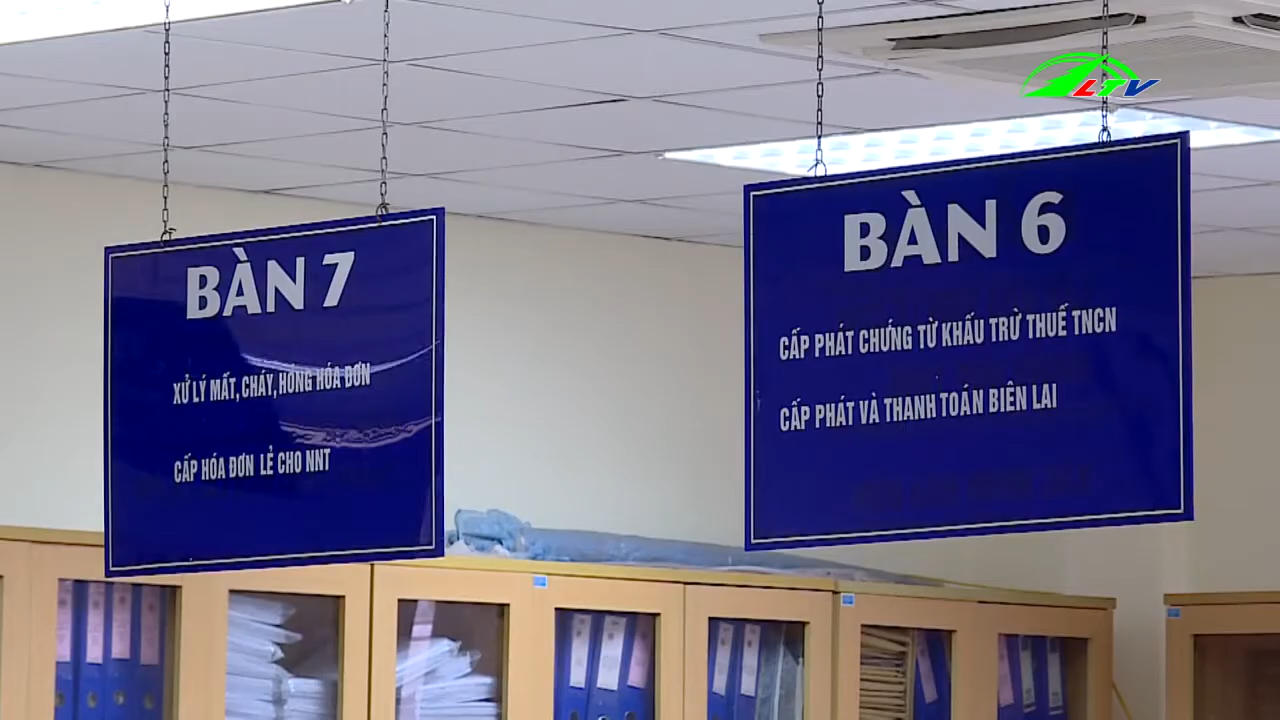 LTV
BÀN 7
XỬ LÝ MẤT, CHÁY, HỎNG HÓA ĐƠN
CẤP HÓA ĐƠN LẺ CHO NNT
BÀN 6
CẤP PHÁT CHỨNG TỪ KHẤU TRỪ THUẾ TNCN
CẤP PHÁT VÀ THANH TOÁN BIÊN LAI